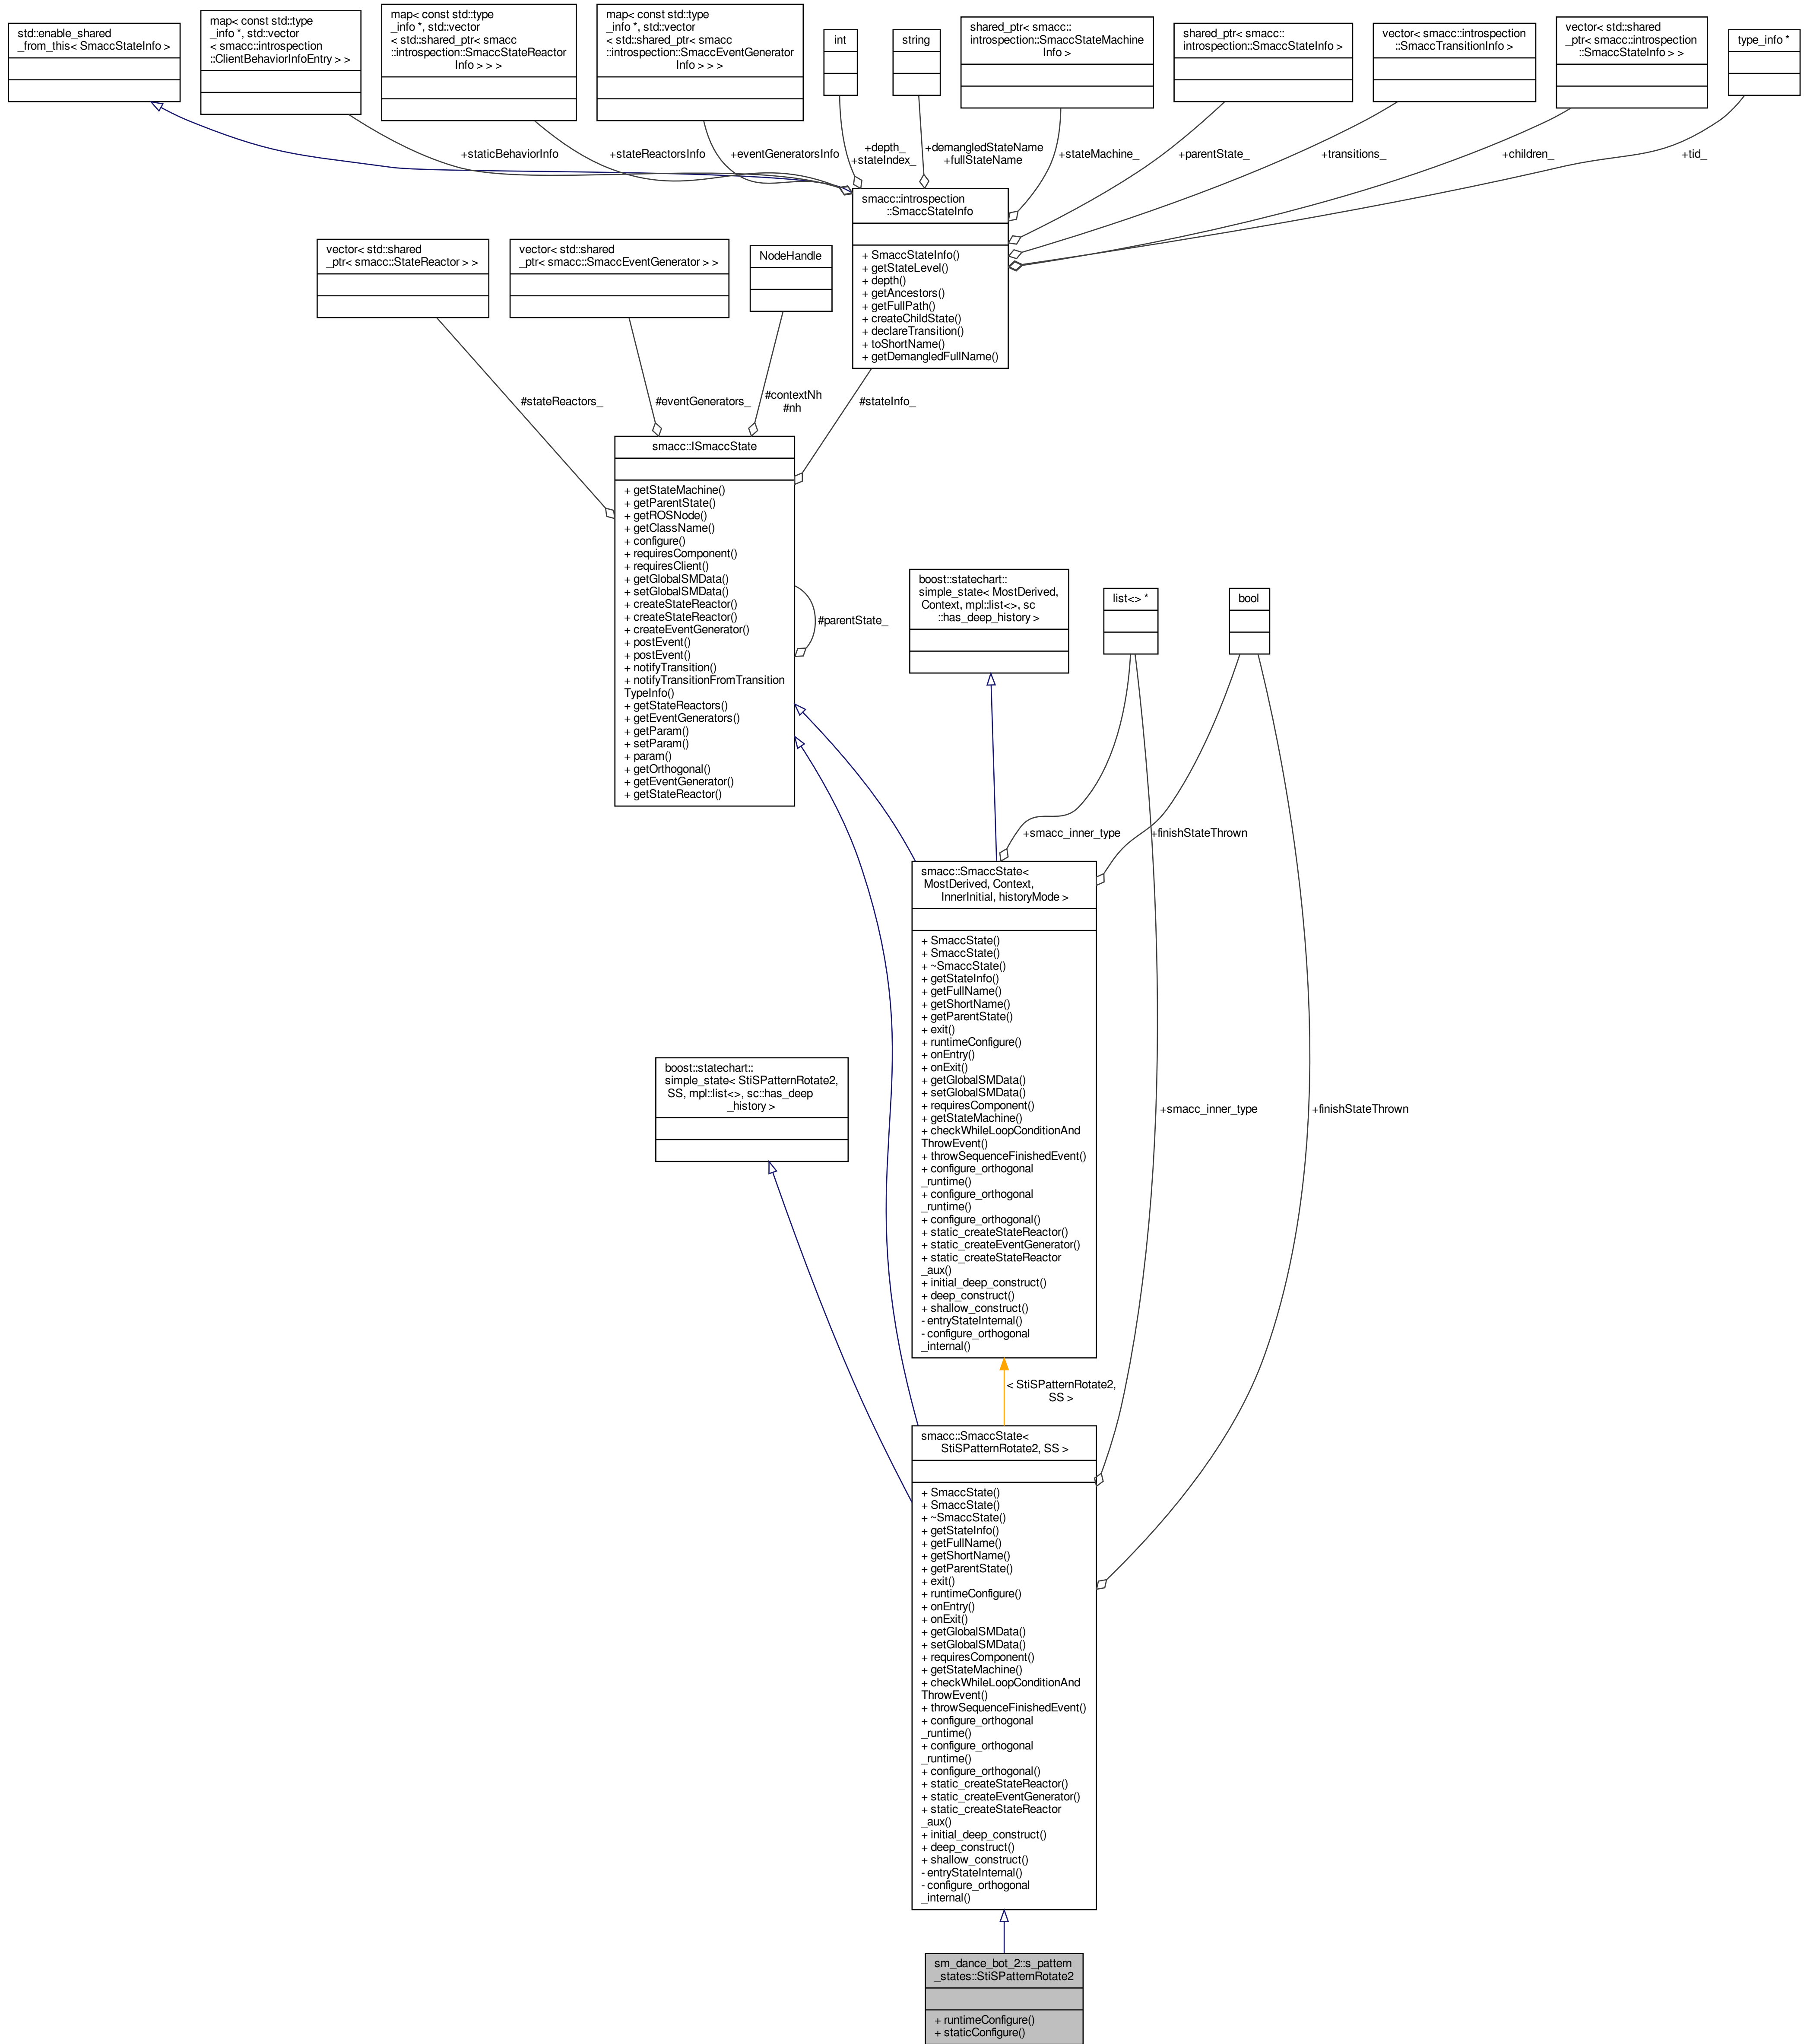 std::enable_shared
_from_this< SmaccStateInfo >
map< const std::type
_info *, std::vector
< smacc::introspection
::ClientBehaviorInfoEntry > >
map< const std::type
_info *, std::vector
< std::shared_ptr< smacc
::introspection::SmaccStateReactor
Info > > >
map< const std::type
_info *, std::vector
< std::shared_ptr< smacc
::introspection::SmaccEventGenerator
Info > > >
int
string
shared_ptr< smacc::
introspection::SmaccStateMachine
Info >
shared_ptr< smacc::
introspection::SmaccStateInfo >
vector< smacc::introspection
::SmaccTransitionInfo >
vector< std::shared
_ptr< smacc::introspection
::SmaccStateInfo > >
type_info *
+staticBehaviorInfo
+stateReactorsInfo
+eventGeneratorsInfo
+depth_
+stateIndex_
+demangledStateName
+fullStateName
+stateMachine_
+parentState_
+transitions_
+children_
+tid_
smacc::introspection
::SmaccStateInfo
+ SmaccStateInfo()
+ getStateLevel()
+ depth()
+ getAncestors()
+ getFullPath()
+ createChildState()
+ declareTransition()
+ toShortName()
+ getDemangledFullName()
vector< std::shared
_ptr< smacc::StateReactor > >
vector< std::shared
_ptr< smacc::SmaccEventGenerator > >
NodeHandle
#stateReactors_
#eventGenerators_
#contextNh
#nh
#stateInfo_
smacc::ISmaccState
+ getStateMachine()
+ getParentState()
+ getROSNode()
+ getClassName()
+ configure()
+ requiresComponent()
+ requiresClient()
+ getGlobalSMData()
+ setGlobalSMData()
+ createStateReactor()
+ createStateReactor()
+ createEventGenerator()
+ postEvent()
+ postEvent()
+ notifyTransition()
+ notifyTransitionFromTransition
TypeInfo()
+ getStateReactors()
+ getEventGenerators()
+ getParam()
+ setParam()
+ param()
+ getOrthogonal()
+ getEventGenerator()
+ getStateReactor()
#parentState_
boost::statechart::
simple_state< MostDerived,
Context, mpl::list<>, sc
::has_deep_history >
list<> *
bool
+smacc_inner_type
+finishStateThrown
smacc::SmaccState<
MostDerived, Context,
InnerInitial, historyMode >
+ SmaccState()
+ SmaccState()
+ ~SmaccState()
+ getStateInfo()
+ getFullName()
+ getShortName()
+ getParentState()
+ exit()
+ runtimeConfigure()
+ onEntry()
+ onExit()
+ getGlobalSMData()
+ setGlobalSMData()
+ requiresComponent()
+ getStateMachine()
+ checkWhileLoopConditionAnd
ThrowEvent()
+ throwSequenceFinishedEvent()
+ configure_orthogonal
_runtime()
+ configure_orthogonal
_runtime()
+ configure_orthogonal()
+ static_createStateReactor()
+ static_createEventGenerator()
+ static_createStateReactor
_aux()
+ initial_deep_construct()
+ deep_construct()
+ shallow_construct()
- entryStateInternal()
- configure_orthogonal
_internal()
boost::statechart::
simple_state< StiSPatternRotate2,
SS, mpl::list<>, sc::has_deep
_history >
+smacc_inner_type
+finishStateThrown
< StiSPatternRotate2,
SS >
smacc::SmaccState<
StiSPatternRotate2, SS >
+ SmaccState()
+ SmaccState()
+ ~SmaccState()
+ getStateInfo()
+ getFullName()
+ getShortName()
+ getParentState()
+ exit()
+ runtimeConfigure()
+ onEntry()
+ onExit()
+ getGlobalSMData()
+ setGlobalSMData()
+ requiresComponent()
+ getStateMachine()
+ checkWhileLoopConditionAnd
ThrowEvent()
+ throwSequenceFinishedEvent()
+ configure_orthogonal
_runtime()
+ configure_orthogonal
_runtime()
+ configure_orthogonal()
+ static_createStateReactor()
+ static_createEventGenerator()
+ static_createStateReactor
_aux()
+ initial_deep_construct()
+ deep_construct()
+ shallow_construct()
- entryStateInternal()
- configure_orthogonal
_internal()
sm_dance_bot_2::s_pattern
_states::StiSPatternRotate2
+ runtimeConfigure()
+ staticConfigure()